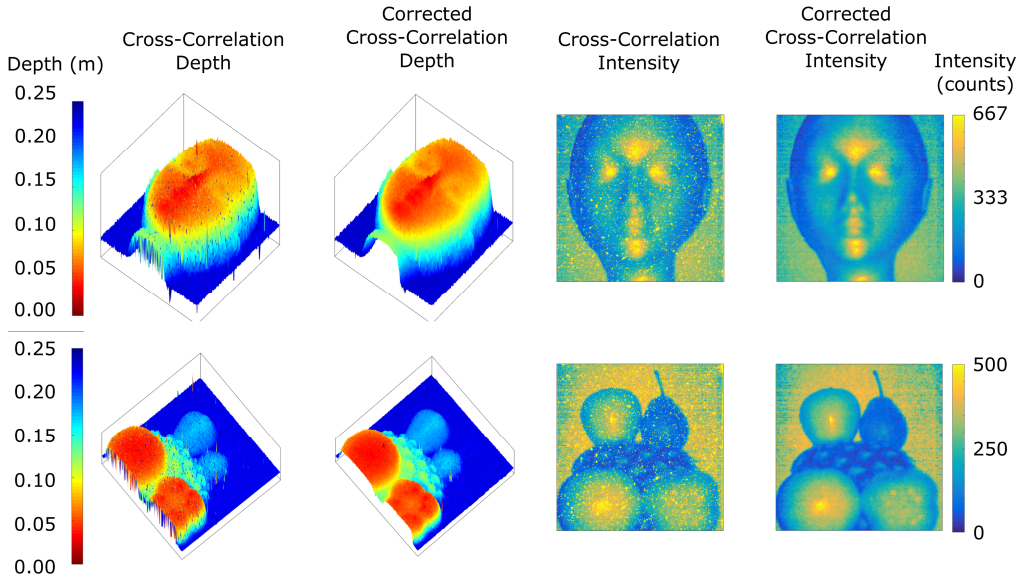 Depth (m)
Cross-Correlation
Depth
Corrected
Cross-Correlation
Depth
Cross-Correlation
Intensity
Corrected
Cross-Correlation
Intensity
Intensity
(counts)
0.25
0.20
0.15
0.10
0.05
0.00
667
333
0
0.25
0.20
0.15
0.10
0.05
0.00
500
250
0